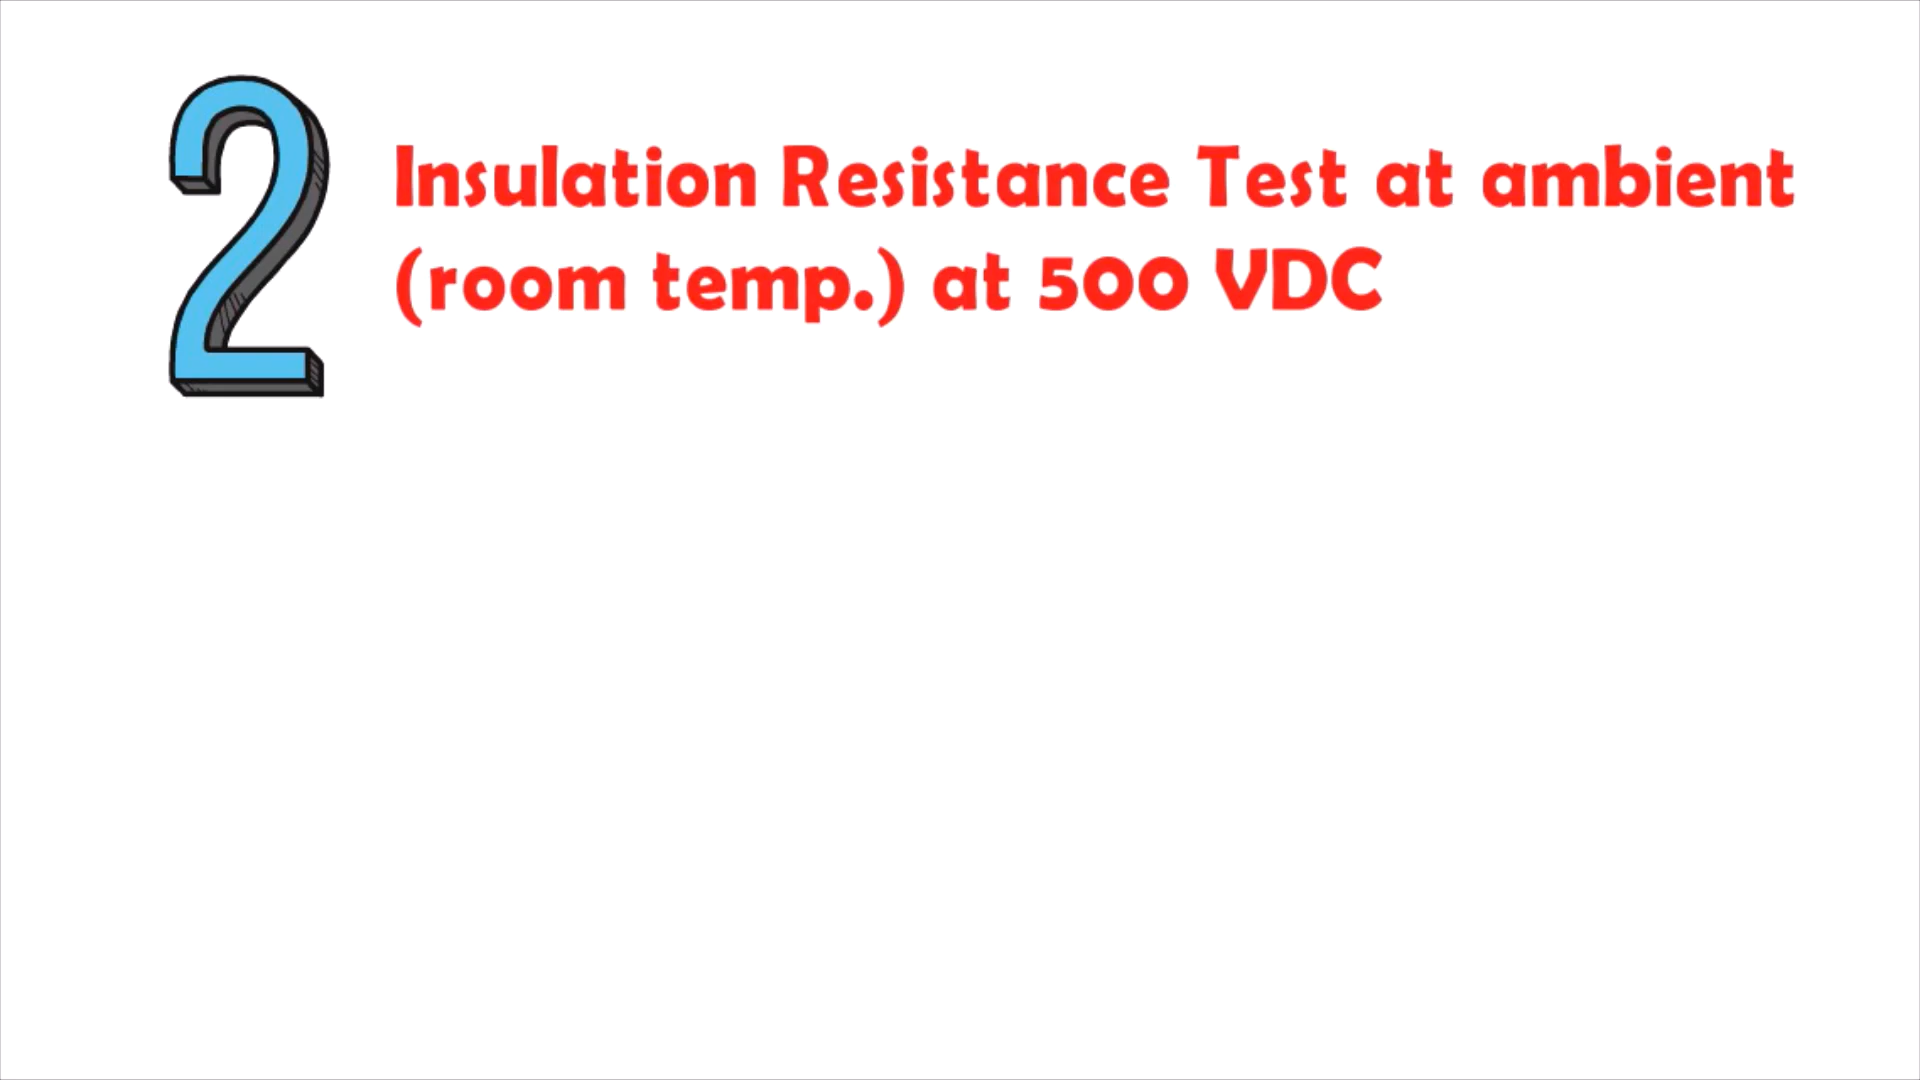 2
Insulation Resistance Test at ambient
(room temp.) at 500 VDC